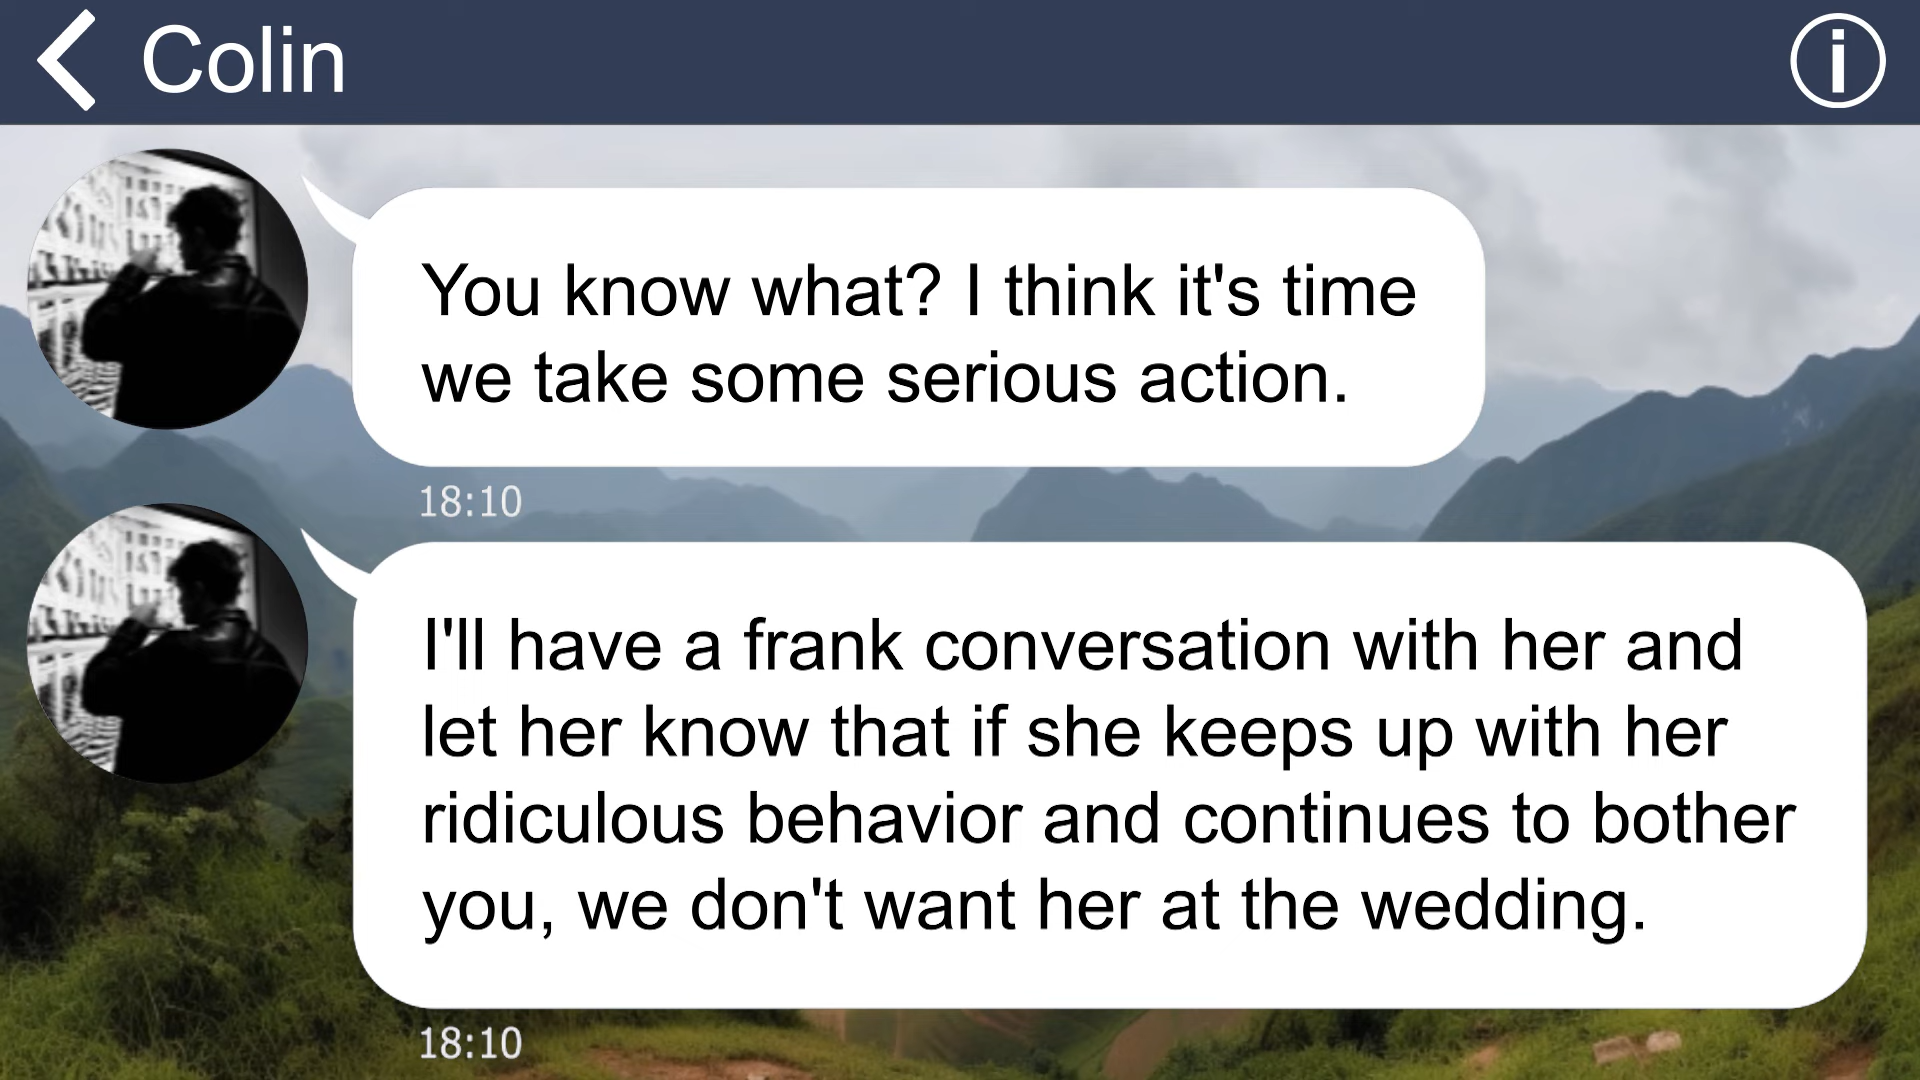 Colin
You know what? I think it's time
we take some serious action.
18:10
I'll have a frank conversation with her and
let her know that if she keeps up with her
ridiculous behavior and continues to bother
you, we don't want her at the wedding.
18:10